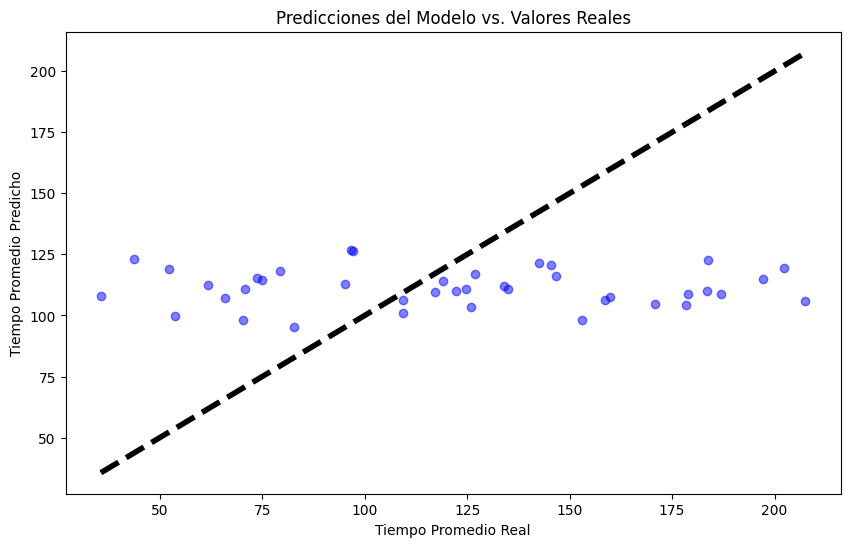 Predicciones del Modelo vs. Valores Reales
Tiempo Promedio Predicho
200
175
150
125
100
75
50
50 75 100 125 150 175 200
Tiempo Promedio Real